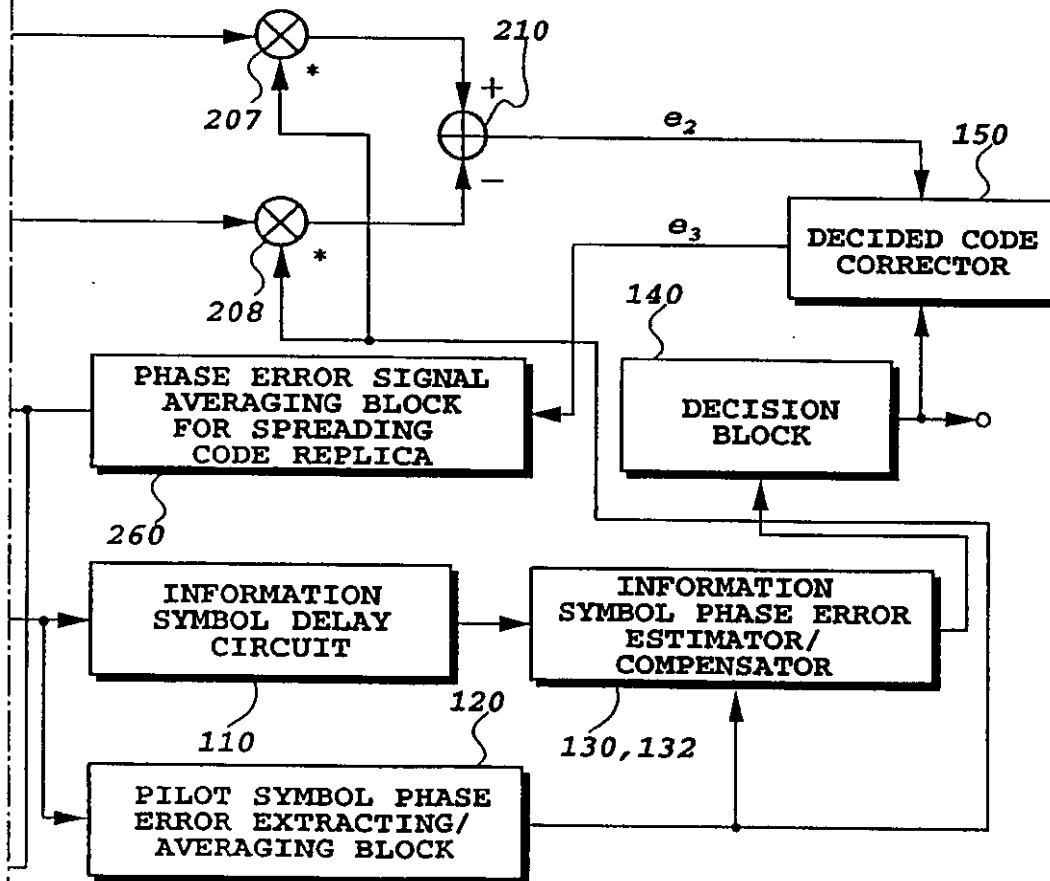 210
*
207
+
e2
150
−
*
208
e3
DECIDED CODE
CORRECTOR
140
PHASE ERROR SIGNAL
AVERAGING BLOCK
FOR SPREADING
CODE REPLICA
DECISION
BLOCK
260
INFORMATION
SYMBOL DELAY
CIRCUIT
INFORMATION
SYMBOL PHASE ERROR
ESTIMATOR/
COMPENSATOR
110
120
130,132
PILOT SYMBOL PHASE
ERROR EXTRACTING/
AVERAGING BLOCK